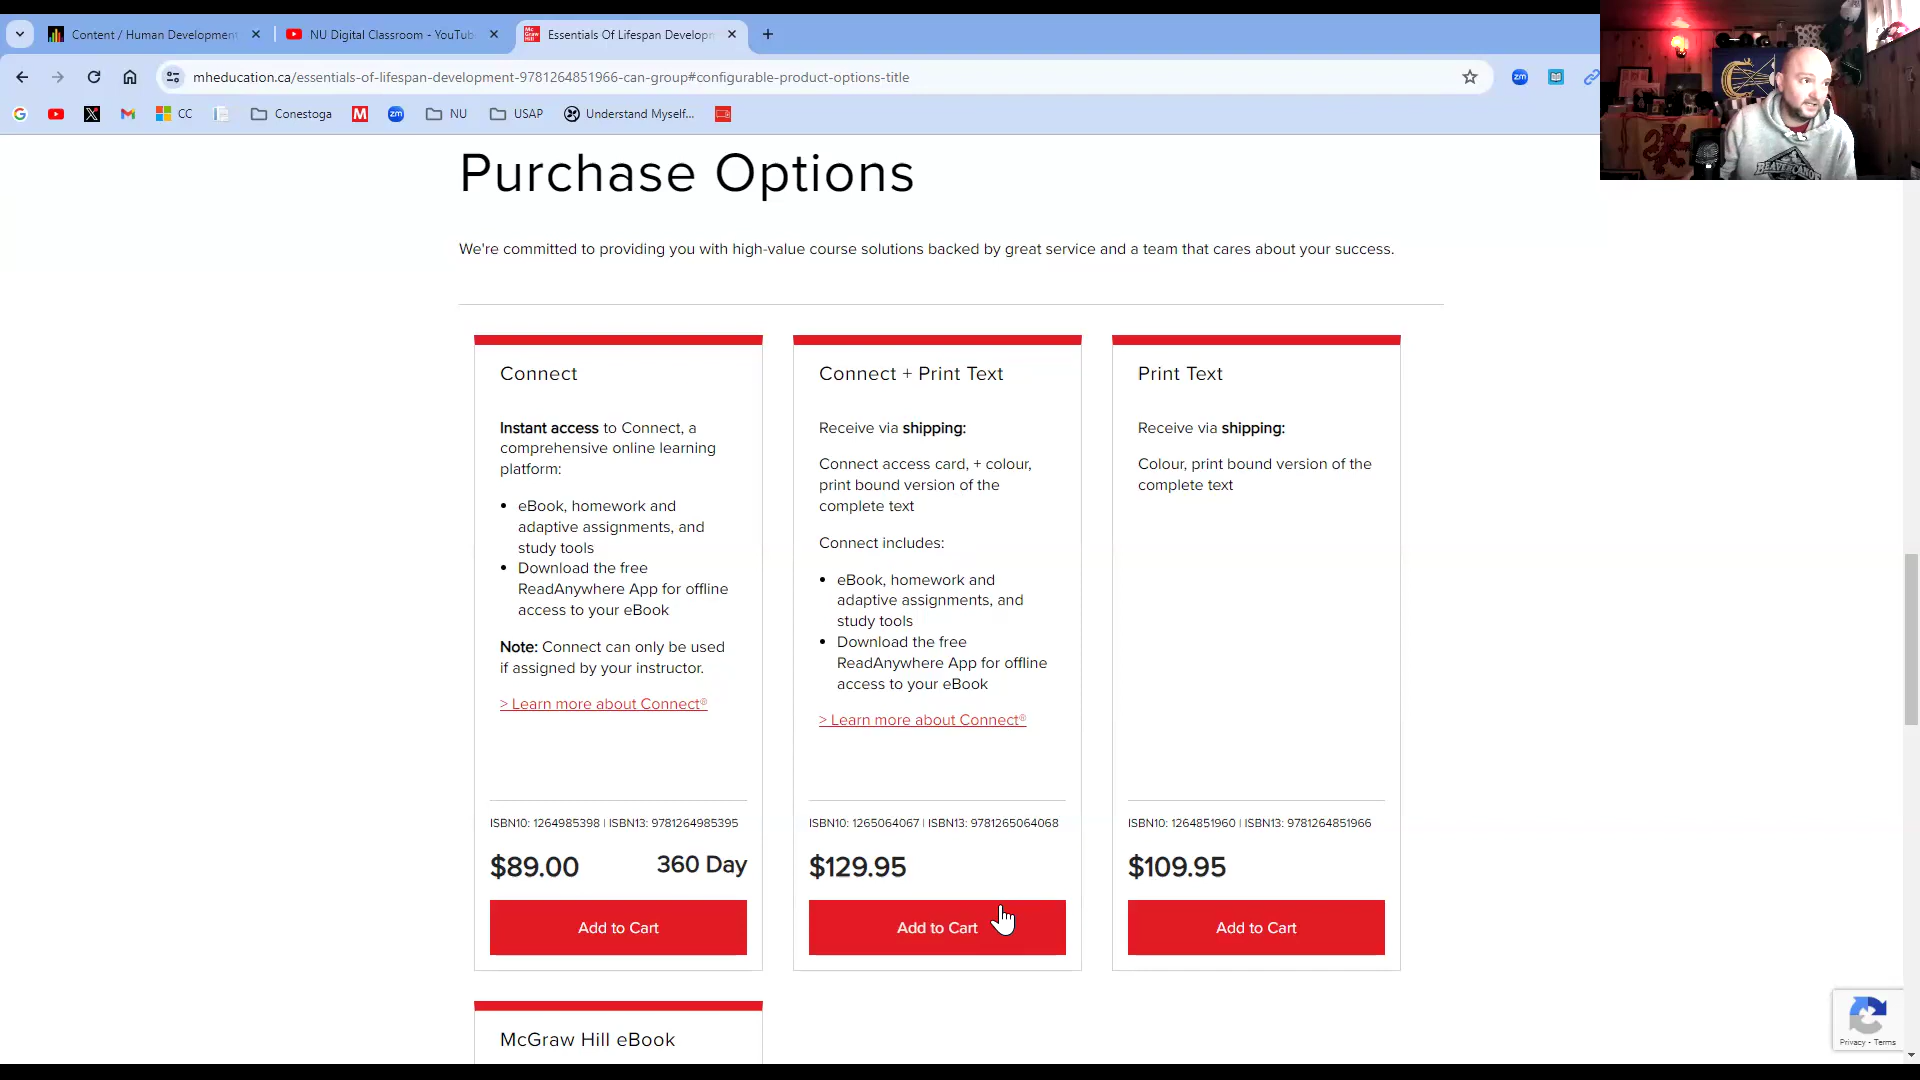 Content / Human Development
NU Digital Classroom - YouTub
Essentials Of Lifespan Develop
mheducation.ca/essentials-of-lifespan-development-9781264851966-can-group#configurable-product-options-title
CC
Conestoga
zm
NU
USAP
Understand Myself...
zm
Purchase Options
We're committed to providing you with high-value course solutions backed by great service and a team that cares about your success.
Connect
Instant access to Connect, a
comprehensive online learning
platform:
• eBook, homework and
adaptive assignments, and
study tools
• Download the free
ReadAnywhere App for offline
access to your eBook
Note: Connect can only be used
if assigned by your instructor.
> Learn more about Connect®
ISBN10: 1264985398 | ISBN13: 9781264985395
$89.00 360 Day
Add to Cart
Connect + Print Text
Receive via shipping:
Connect access card, + colour,
print bound version of the
complete text
Connect includes:
• eBook, homework and
adaptive assignments, and
study tools
• Download the free
ReadAnywhere App for offline
access to your eBook
> Learn more about Connect®
ISBN10: 1265064067 | ISBN13: 9781265064068
$129.95
Add to Cart
Print Text
Receive via shipping:
Colour, print bound version of the
complete text
ISBN10: 1264851960 | ISBN13: 9781264851966
$109.95
Add to Cart
McGraw Hill eBook
Privacy - Terms